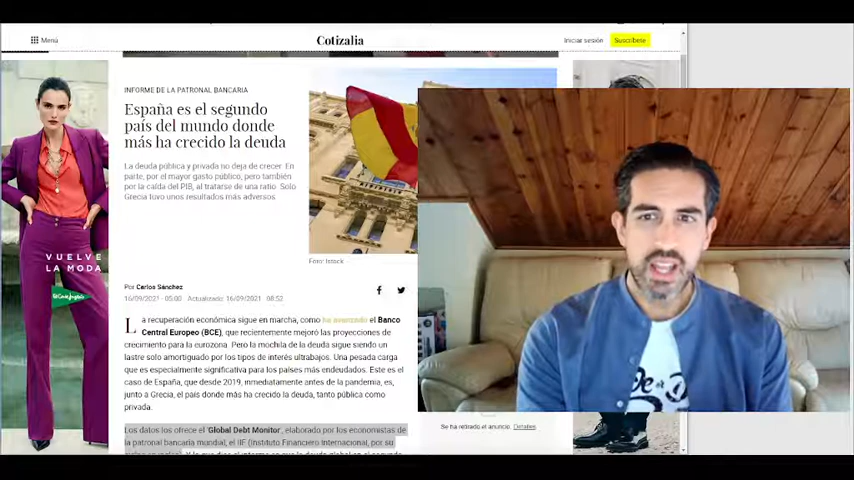 Menú
Cotizalia
Iniciar sesión
Suscríbete
INFORME DE LA PATRONAL BANCARIA
España es el segundo
país del mundo donde
más ha crecido la deuda
La deuda pública y privada no deja de crecer. En
parte, por el mayor gasto público, pero también
por la caída del PIB, al tratarse de una ratio. Solo
Grecia tuvo unos resultados más adversos
Foto: Istock
VUELVE
LA MODA
El Corte Inglés
Por Carlos Sánchez
16/09/2021 - 05:00 Actualizado: 16/09/2021 - 08:52
La recuperación económica sigue en marcha, como ha avanzado el Banco
Central Europeo (BCE), que recientemente mejoró las proyecciones de
crecimiento para la eurozona. Pero la mochila de la deuda sigue siendo un
lastre solo amortiguado por los tipos de interés ultrabajos. Una pesada carga
que es especialmente significativa para los países más endeudados. Este es el
caso de España, que desde 2019, inmediatamente antes de la pandemia, es,
junto a Grecia, el país donde más ha crecido la deuda, tanto pública como
privada.
Los datos los ofrece el 'Global Debt Monitor', elaborado por los economistas de
la patronal bancaria mundial, el IIF (Instituto Financiero Internacional, por su
Se ha retirado el anuncio. Detalles